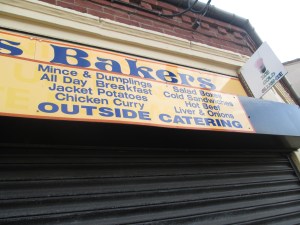 s Bakers
Mince & Dumplings
All Day Breakfast
Jacket Potatoes
Chicken Curry
Salad Boxes
Cold Sandwiches
Hot Beef
Liver & Onions
OUTSIDE CATERING